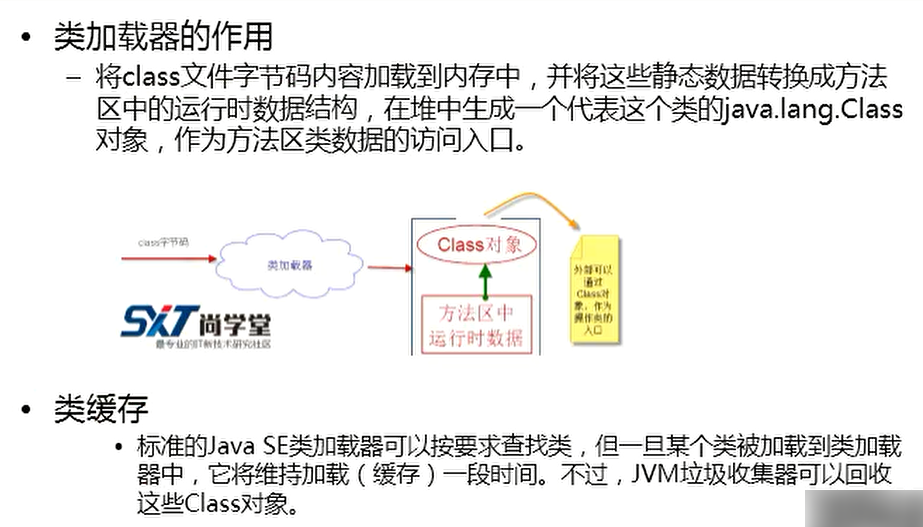 • 类加载器的作用
– 将class文件字节码内容加载到内存中，并将这些静态数据转换成方法
区中的运行时数据结构，在堆中生成一个代表这个类的java.lang.Class
对象，作为方法区类数据的访问入口。
class字节码
类加载器
Class对象
方法区中
运行时数据
外部可以
通过
Class对
象，作为
操作类的
入口
SXT尚学堂
最专业的IT新技术研究社区
• 类缓存
• 标准的Java SE类加载器可以按要求查找类，但一旦某个类被加载到类加载
器中，它将维持加载（缓存）一段时间。不过，JVM垃圾收集器可以回收
这些Class对象。